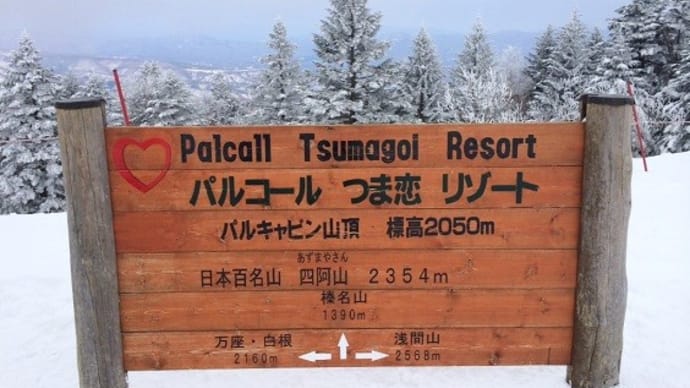 Palcall Tsumagoi Resort
パルコール つま恋 リゾート
パルキャビン山頂 標高2050m
あずまやさん
日本百名山 四阿山 2354m
榛名山
1390m
万座・白根 浅間山
2160m ← ↑ → 2568m